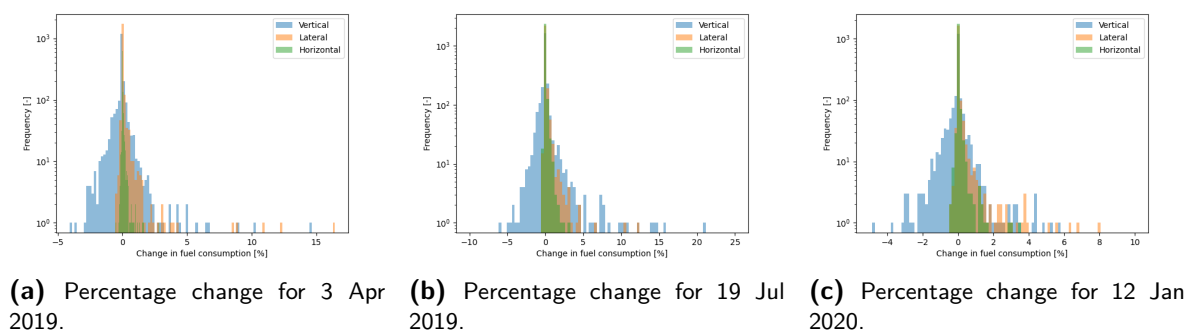 Vertical
Lateral
Horizontal
10³
10²
10¹
10⁰
Frequency [-]
−5 0 5 10 15
Change in fuel consumption [%]
Vertical
Lateral
Horizontal
10³
10²
10¹
10⁰
Frequency [-]
−10 −5 0 5 10 15 20 25
Change in fuel consumption [%]
Vertical
Lateral
Horizontal
10³
10²
10¹
10⁰
Frequency [-]
−4 −2 0 2 4 6 8 10
Change in fuel consumption [%]
(a) Percentage change for 3 Apr
2019.
(b) Percentage change for 19 Jul
2019.
(c) Percentage change for 12 Jan
2020.